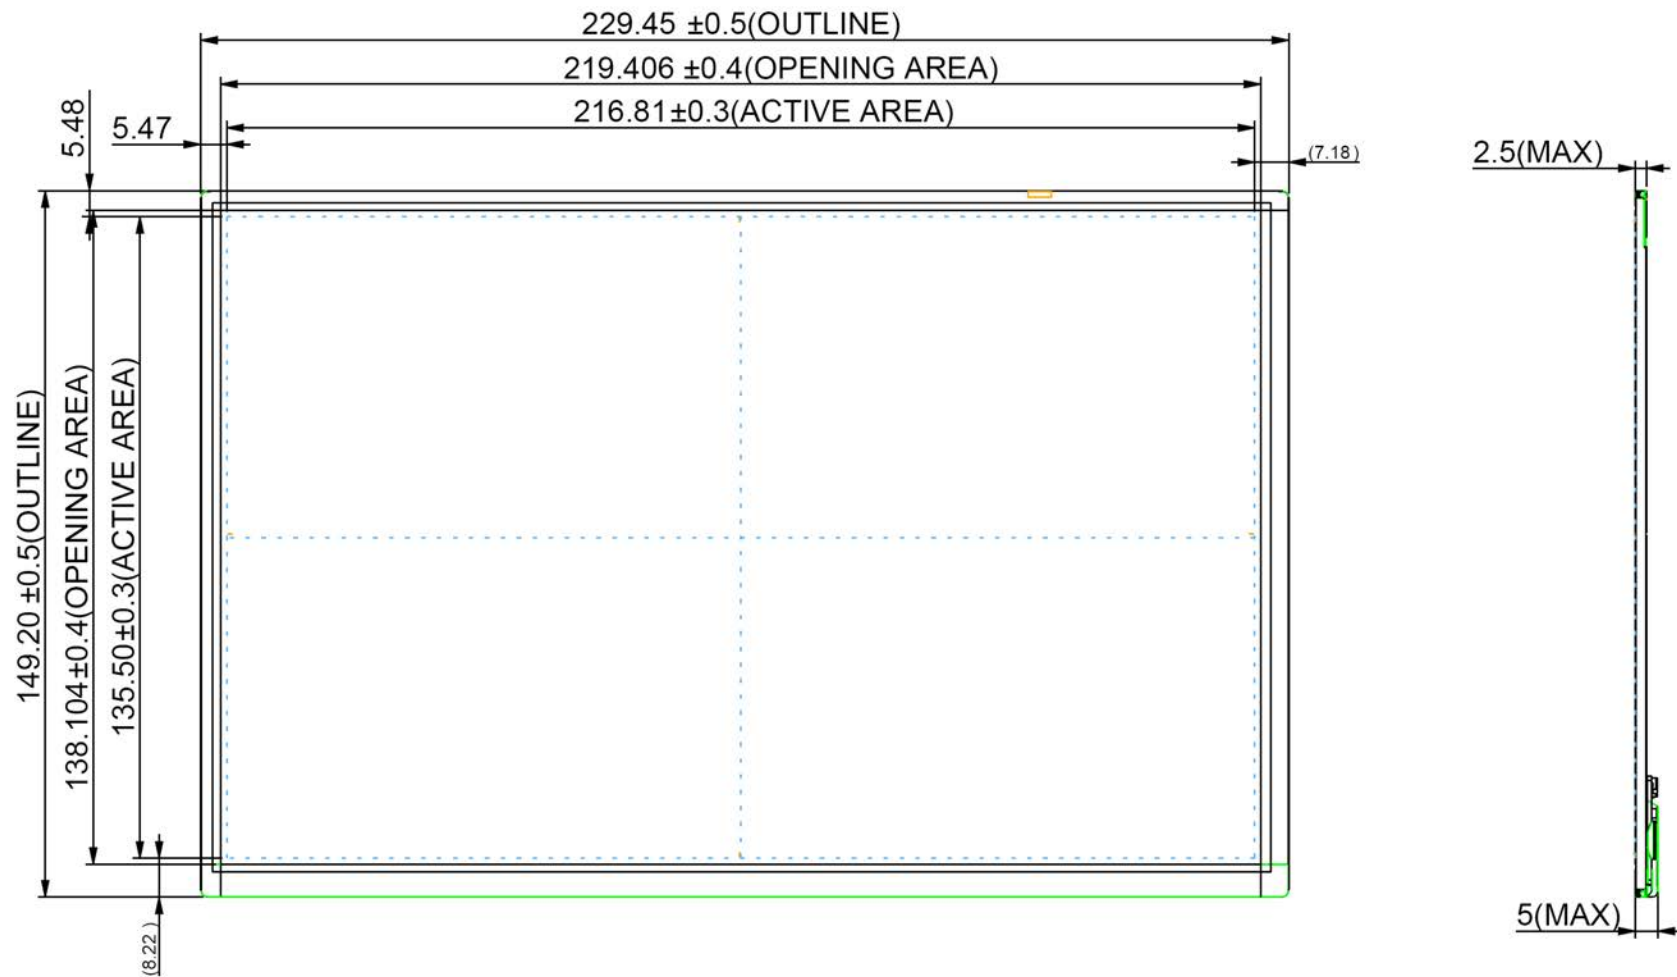 229.45 ±0.5(OUTLINE)
219.406 ±0.4(OPENING AREA)
216.81±0.3(ACTIVE AREA)
5.48
5.47
(7.18)
2.5(MAX)
149.20 ±0.5(OUTLINE)
138.104±0.4(OPENING AREA)
135.50±0.3(ACTIVE AREA)
(8.22)
5(MAX)